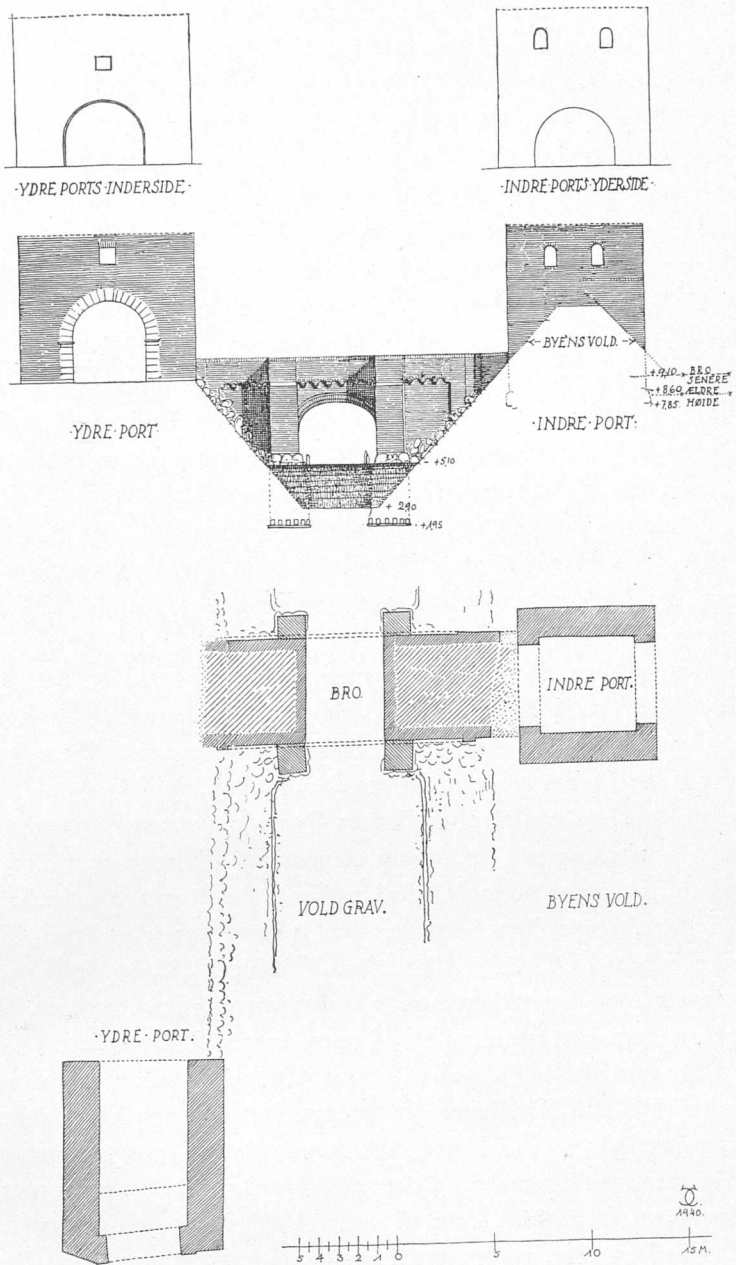 ·YDRE PORTS·INDERSIDE·
·INDRE·PORTS·YDERSIDE·
BYENS VOLD.
+9,10 BRO
SENERE
+8,60 ÆLDRE
+7,85 HØIDE
·YDRE·PORT·
·INDRE·PORT·
+5,10
+2,90
+1,95
BRO.
INDRE PORT.
VOLD GRAV.
BYENS VOLD.
·YDRE·PORT.
1940.
5 4 3 2 1 0 5 10 15 M.